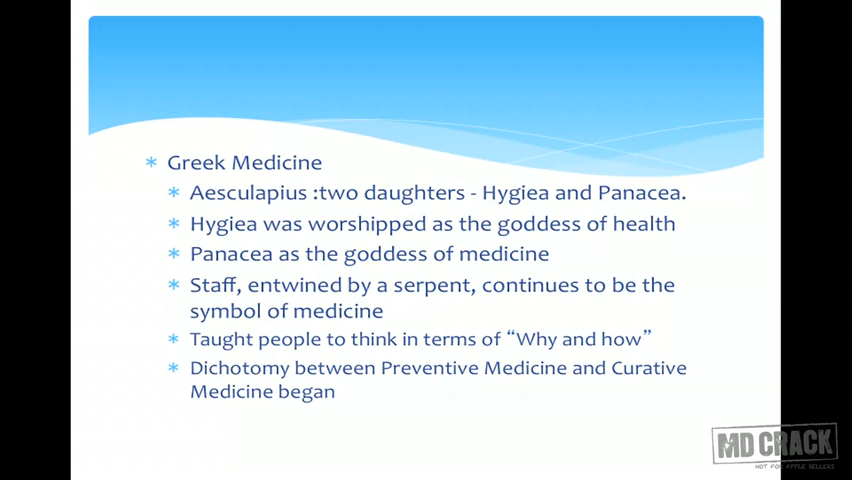 * Greek Medicine
* Aesculapius :two daughters - Hygiea and Panacea.
* Hygiea was worshipped as the goddess of health
* Panacea as the goddess of medicine
* Staff, entwined by a serpent, continues to be the
symbol of medicine
* Taught people to think in terms of “Why and how”
* Dichotomy between Preventive Medicine and Curative
Medicine began
MD CRACK
NOT FOR APPLE SELLERS